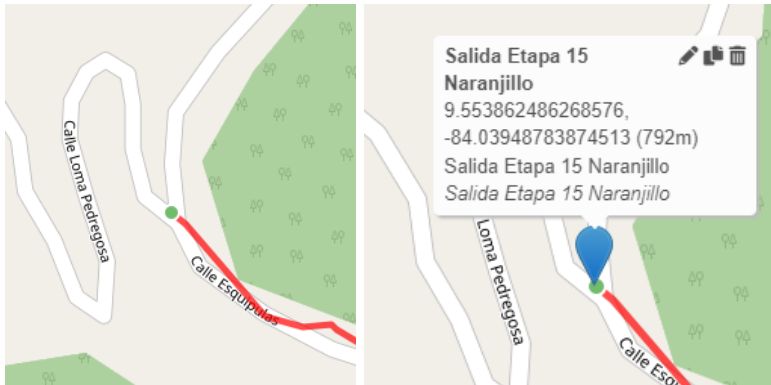 Calle Loma Pedregosa
Calle Esquipulas
Salida Etapa 15
Naranjillo
9.553862486268576,
-84.03948783874513 (792m)
Salida Etapa 15 Naranjillo
Salida Etapa 15 Naranjillo
Loma Pedregosa
Calle Esqu